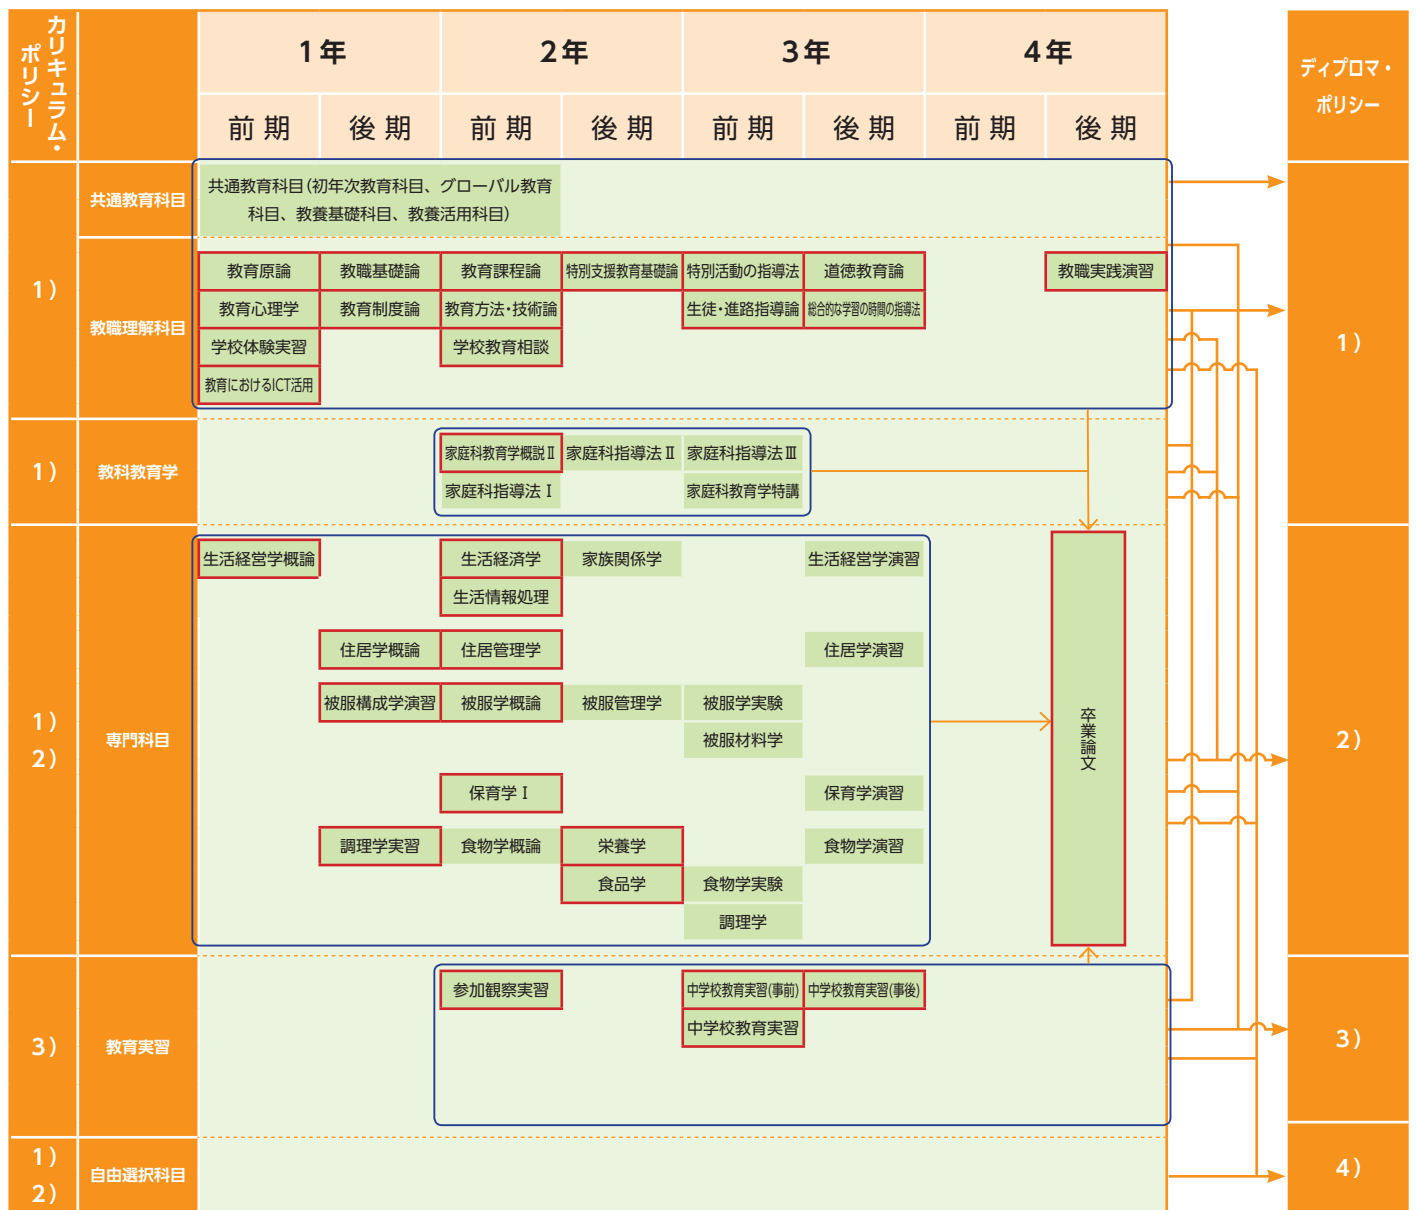 カリキュラム・
ポリシー
1年
2年
3年
4年
ディプロマ・
ポリシー
前期
後期
前期
後期
前期
後期
前期
後期
1)
共通教育科目
共通教育科目(初年次教育科目、グローバル教育
科目、教養基礎科目、教養活用科目)
教職理解科目
教育原論
教職基礎論
教育課程論
特別支援教育基礎論
特別活動の指導法
道徳教育論
教職実践演習
教育心理学
教育制度論
教育方法・技術論
生徒・進路指導論
総合的な学習の時間の指導法
学校体験実習
学校教育相談
教育におけるICT活用
1)
1)
教科教育学
家庭科教育学概説Ⅱ
家庭科指導法Ⅱ
家庭科指導法Ⅲ
家庭科指導法Ⅰ
家庭科教育学特講
1)
2)
専門科目
生活経営学概論
生活経済学
家族関係学
生活経営学演習
生活情報処理
住居学概論
住居管理学
住居学演習
被服構成学演習
被服学概論
被服管理学
被服学実験
被服材料学
保育学Ⅰ
保育学演習
調理学実習
食物学概論
栄養学
食物学演習
食品学
食物学実験
調理学
卒業論文
2)
3)
教育実習
参加観察実習
中学校教育実習(事前)
中学校教育実習(事後)
中学校教育実習
3)
1)
2)
自由選択科目
4)